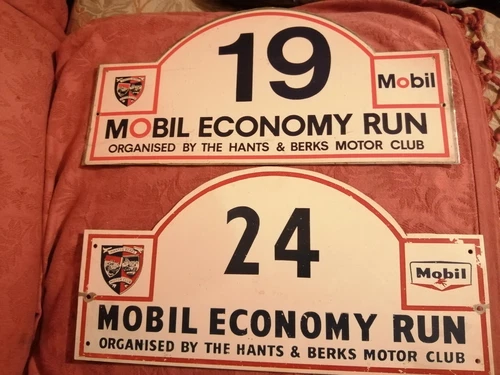 19
Mobil
MOBIL ECONOMY RUN
ORGANISED BY THE HANTS & BERKS MOTOR CLUB
24
Mobil
MOBIL ECONOMY RUN
ORGANISED BY THE HANTS & BERKS MOTOR CLUB